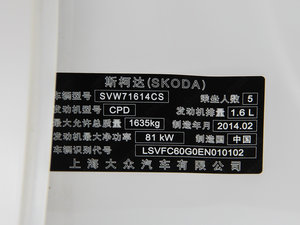 斯柯达(SKODA)
车辆型号 SVW71614CS 乘坐人数 5
发动机型号 CPD 发动机排量 1.6 L
最大允许总质量 1635kg 制造年月 2014.02
发动机最大净功率 81 kW 制造国 中国
车辆识别代号 LSVFC60G0EN010102
上海大众汽车有限公司